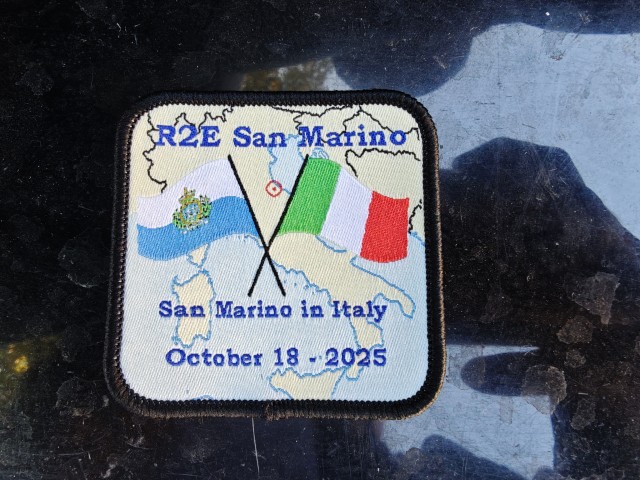 R2E San Marino
San Marino in Italy
October 18 - 2025